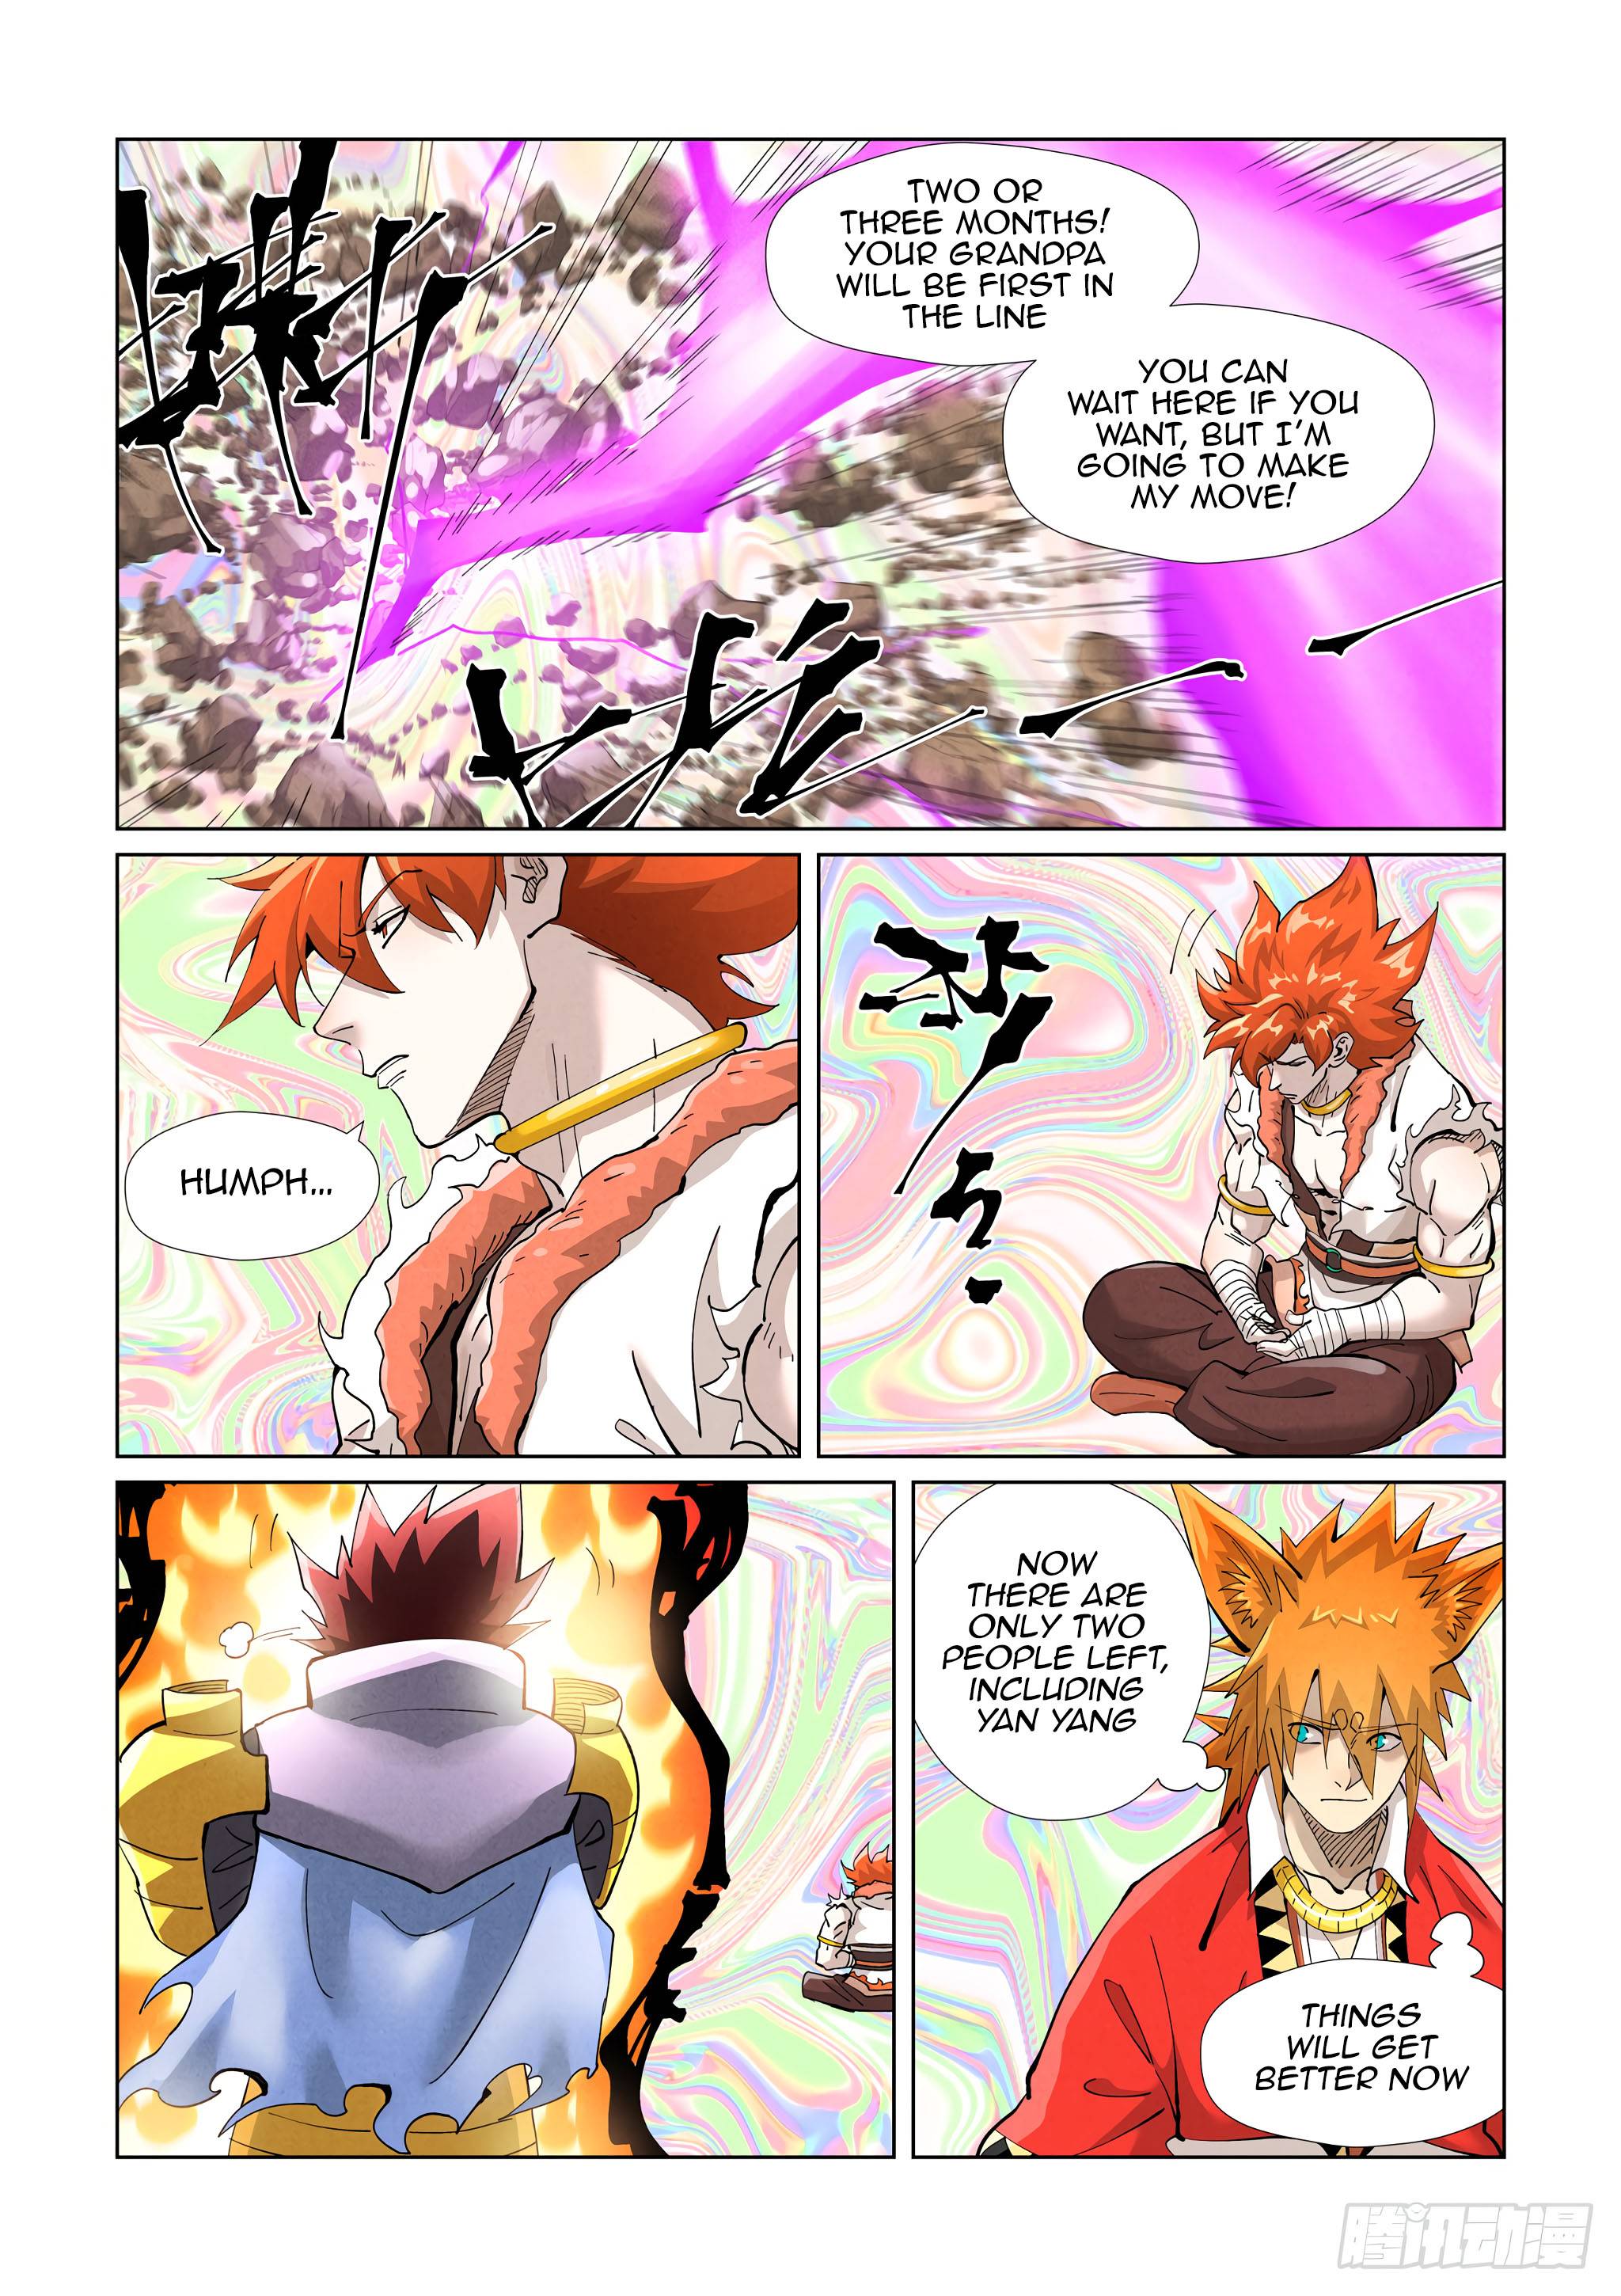 TWO OR
THREE MONTHS!
YOUR GRANDPA
WILL BE FIRST IN
THE LINE
YOU CAN
WAIT HERE IF YOU
WANT, BUT I'M
GOING TO MAKE
MY MOVE!
HUMPH...
NOW
THERE ARE
ONLY TWO
PEOPLE LEFT,
INCLUDING
YAN YANG
THINGS
WILL GET
BETTER NOW
腾讯动漫